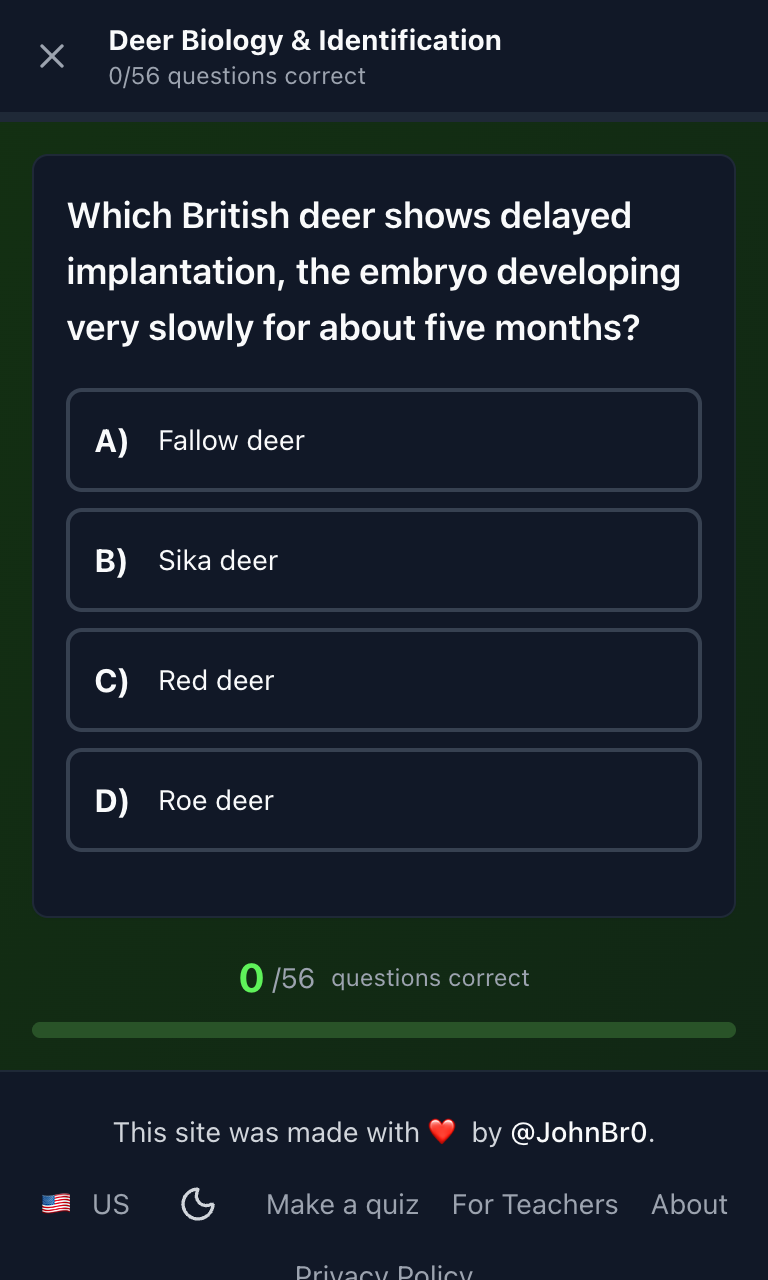 Deer Biology & Identification
0/56 questions correct
Which British deer shows delayed
implantation, the embryo developing
very slowly for about five months?
A) Fallow deer
B) Sika deer
C) Red deer
D) Roe deer
0 /56 questions correct
This site was made with ❤️ by @JohnBr0.
🇺🇸 US Make a quiz For Teachers About
Privacy Policy